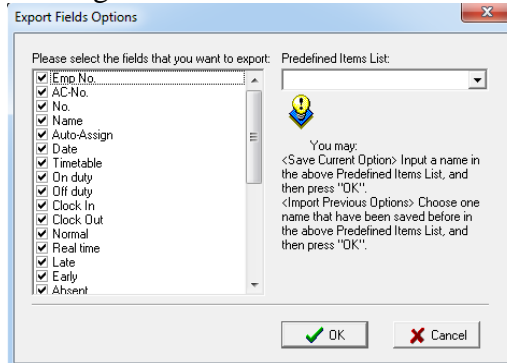 Export Fields Options
Please select the fields that you want to export:
Emp No.
AC-No.
No.
Name
Auto-Assign
Date
Timetable
On duty
Off duty
Clock In
Clock Out
Normal
Real time
Late
Early
Absent
Predefined Items List:
You may:
<Save Current Option> Input a name in
the above Predefined Items List, and
then press "OK".
<Import Previous Options> Choose one
name that have been saved before in
the above Predefined Items List, and
then press "OK".
OK
Cancel